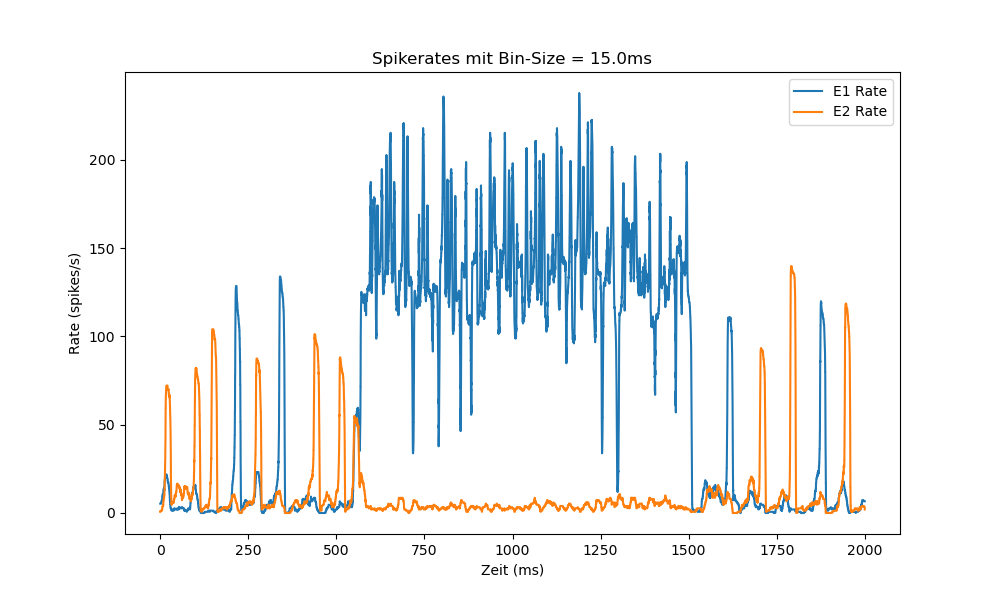 Spikerates mit Bin-Size = 15.0ms
E1 Rate
E2 Rate
Rate (spikes/s)
200
150
100
50
0
0 250 500 750 1000 1250 1500 1750 2000
Zeit (ms)